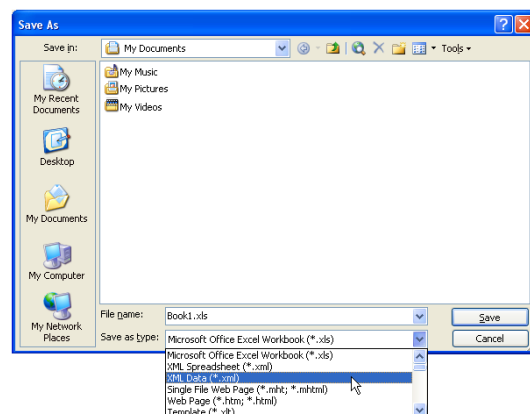 Save As
Save in: My Documents Tools
My Recent
Documents
Desktop
My Documents
My Computer
My Network
Places
My Music
My Pictures
My Videos
File name: Book1.xls Save
Save as type: Microsoft Office Excel Workbook (*.xls) Cancel
Microsoft Office Excel Workbook (*.xls)
XML Spreadsheet (*.xml)
XML Data (*.xml)
Single File Web Page (*.mht; *.mhtml)
Web Page (*.htm; *.html)
Template (*.xlt)